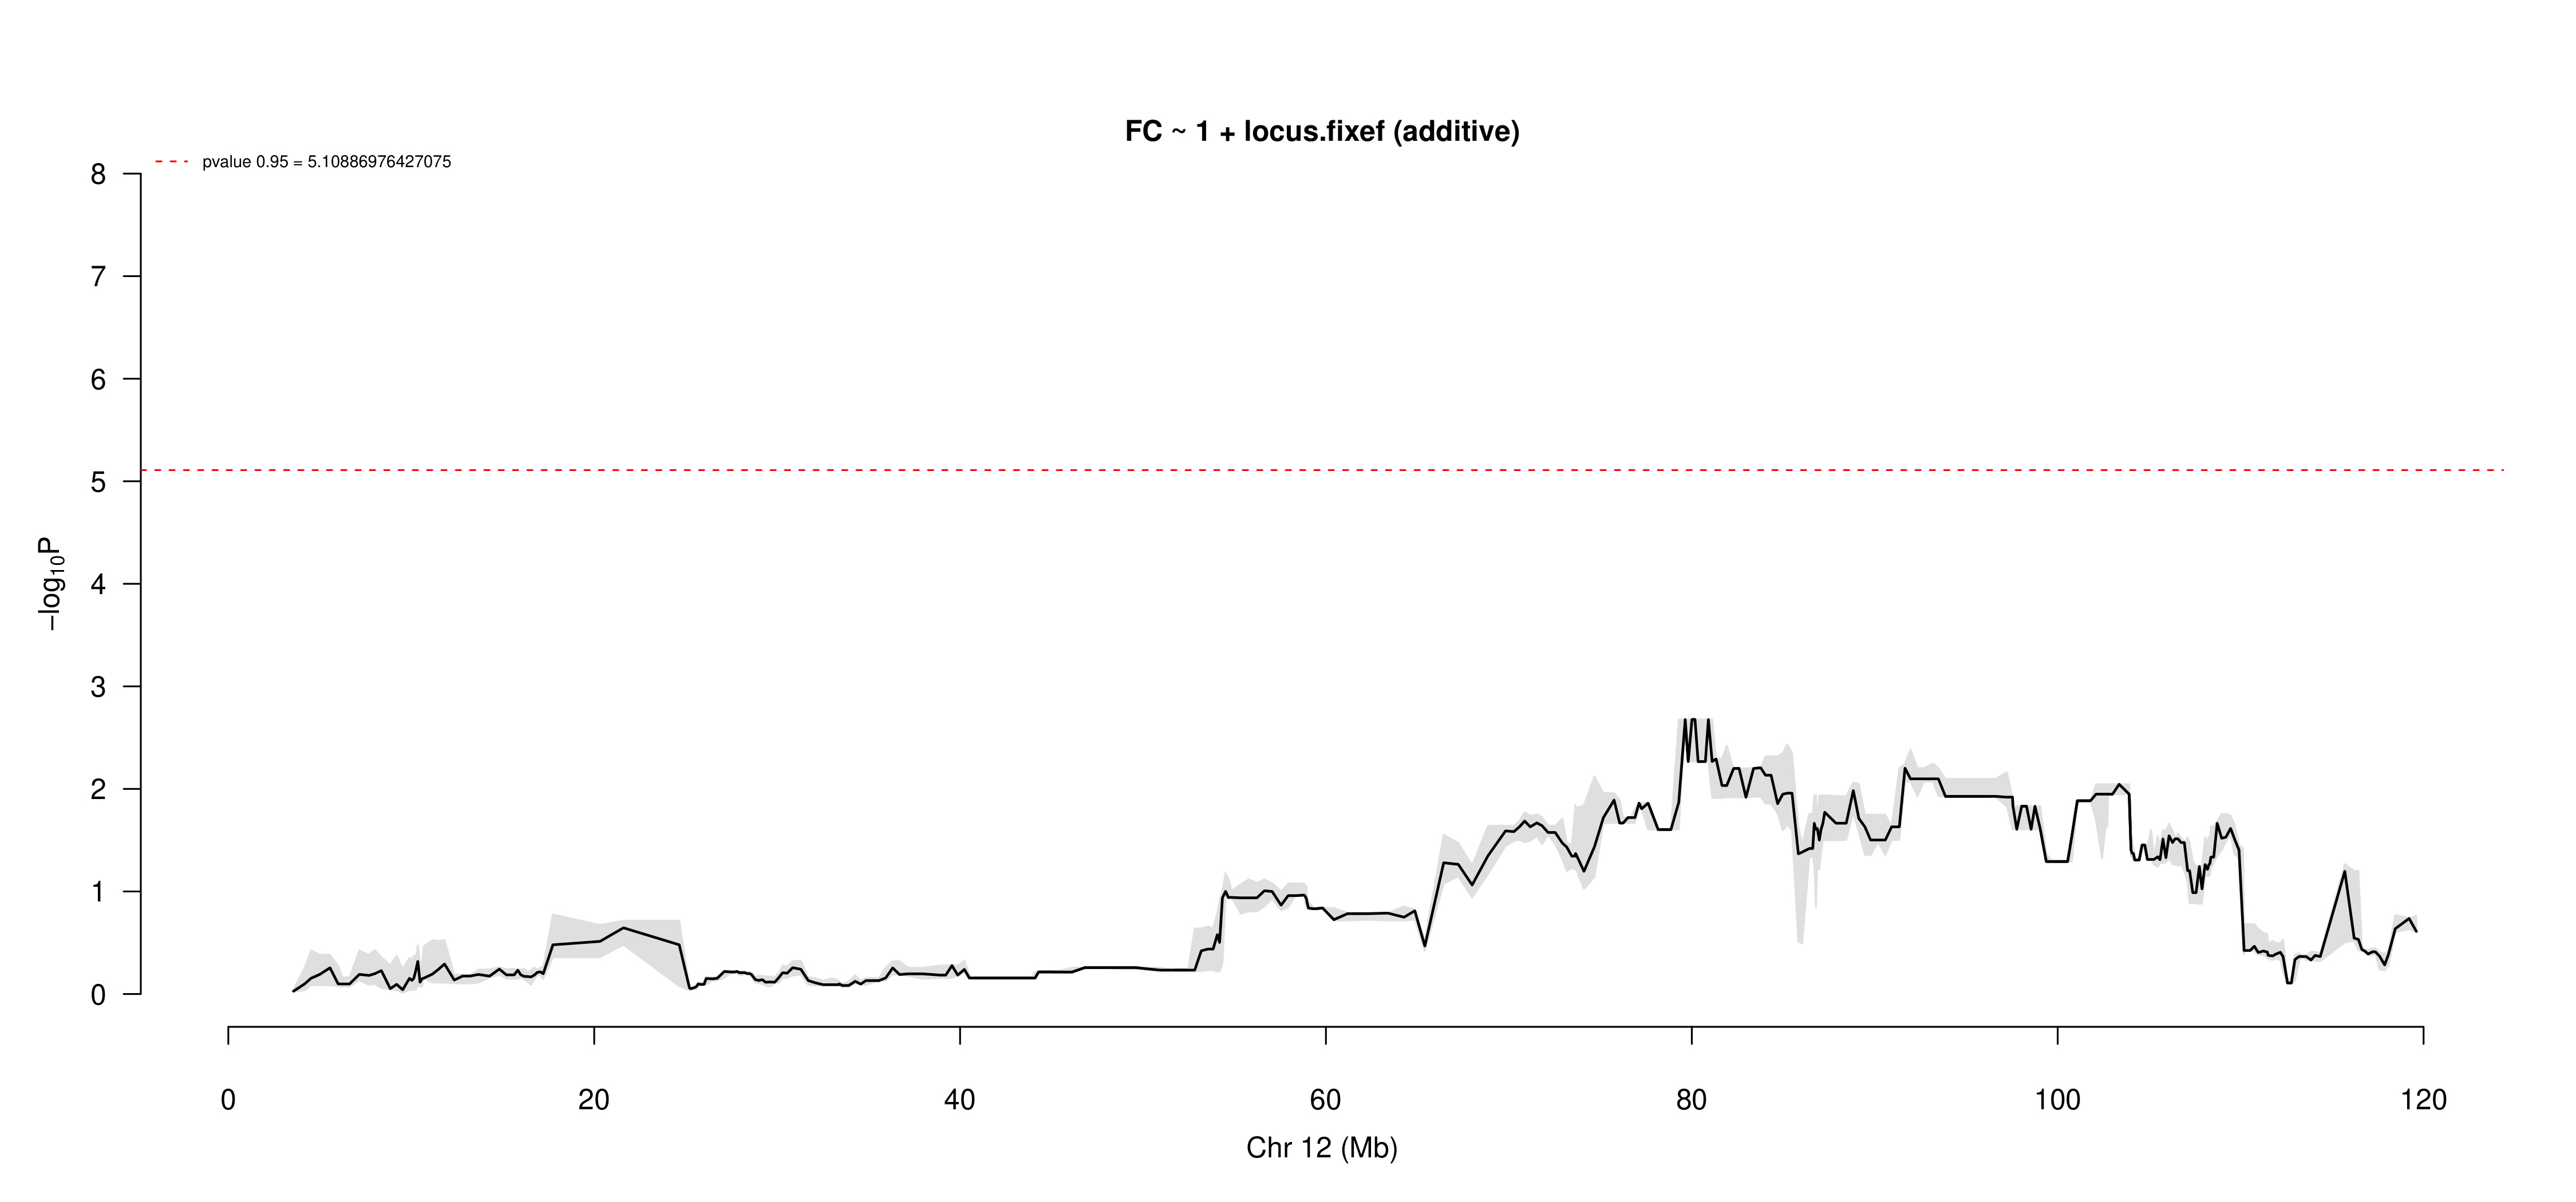 FC ~ 1 + locus.fixef (additive)
pvalue 0.95 = 5.10886976427075
8
7
6
5
4
3
2
1
0
−log10P
0 20 40 60 80 100 120
Chr 12 (Mb)